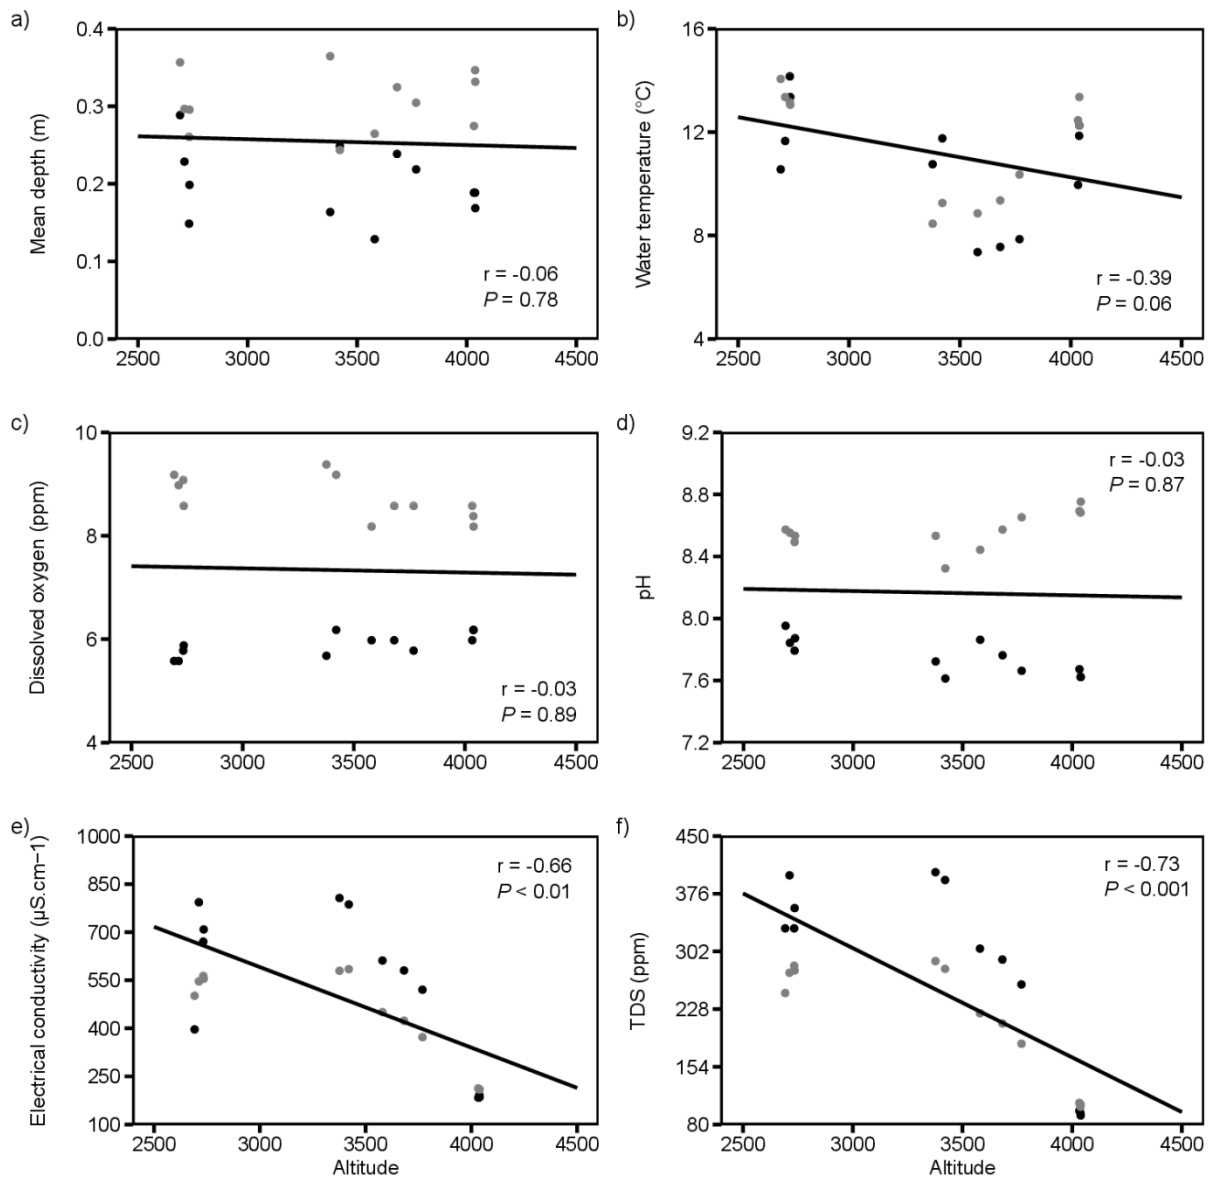 a)
0.4
0.3
0.2
0.1
0.0
Mean depth (m)
r = -0.06
P = 0.78
2500 3000 3500 4000 4500
b)
16
12
8
4
Water temperature (°C)
r = -0.39
P = 0.06
2500 3000 3500 4000 4500
c)
10
8
6
4
Dissolved oxygen (ppm)
r = -0.03
P = 0.89
2500 3000 3500 4000 4500
d)
9.2
8.8
8.4
8.0
7.6
7.2
pH
r = -0.03
P = 0.87
2500 3000 3500 4000 4500
e)
1000
850
700
550
400
250
100
Electrical conductivity (µS.cm−1)
r = -0.66
P < 0.01
2500 3000 3500 4000 4500
Altitude
f)
450
376
302
228
154
80
TDS (ppm)
r = -0.73
P < 0.001
2500 3000 3500 4000 4500
Altitude